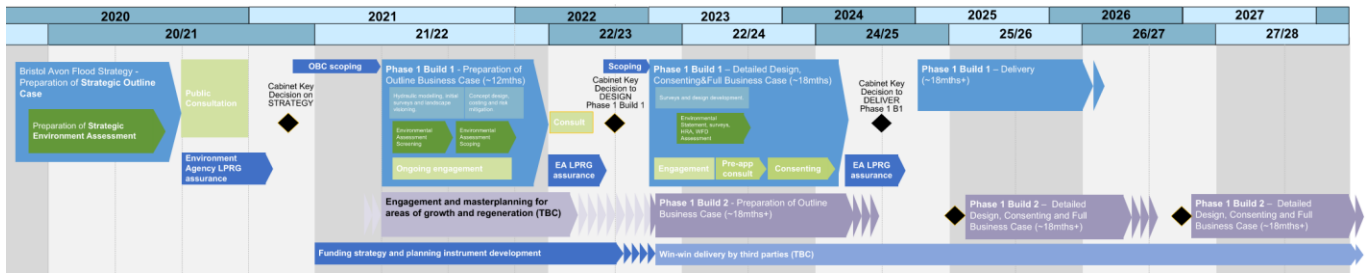 2020 2021 2022 2023 2024 2025 2026 2027
20/21 21/22 22/23 22/24 24/25 25/26 26/27 27/28
Bristol Avon Flood Strategy -
Preparation of Strategic Outline
Case
Preparation of Strategic
Environment Assessment
Public
Consultation
Environment
Agency LPRG
assurance
Cabinet Key
Decision on
STRATEGY
OBC scoping
Phase 1 Build 1 - Preparation of
Outline Business Case (~12mths)
Hydraulic modelling, initial
surveys and landscape
visioning.
Concept design,
costing and risk
mitigation.
Environmental
Assessment
Screening
Environmental
Assessment
Scoping
Ongoing engagement
Consult
EA LPRG
assurance
Scoping
Cabinet Key
Decision to
DESIGN
Phase 1 Build 1
Phase 1 Build 1 – Detailed Design,
Consenting&Full Business Case (~18mths)
Surveys and design development.
Environmental
Statement, surveys,
HRA, WFD
Assessment
Engagement
Pre-app
consult
Consenting
Cabinet Key
Decision to
DELIVER
Phase 1 B1
EA LPRG
assurance
Phase 1 Build 1 – Delivery
(~18mths)
Engagement and masterplanning for
areas of growth and regeneration (TBC)
Phase 1 Build 2 - Preparation of Outline
Business Case (~18mths+)
Phase 1 Build 2 – Detailed
Design, Consenting and Full
Business Case (~18mths+)
Phase 1 Build 2 – Detailed
Design, Consenting and Full
Business Case (~18mths+)
Funding strategy and planning instrument development
Win-win delivery by third parties (TBC)